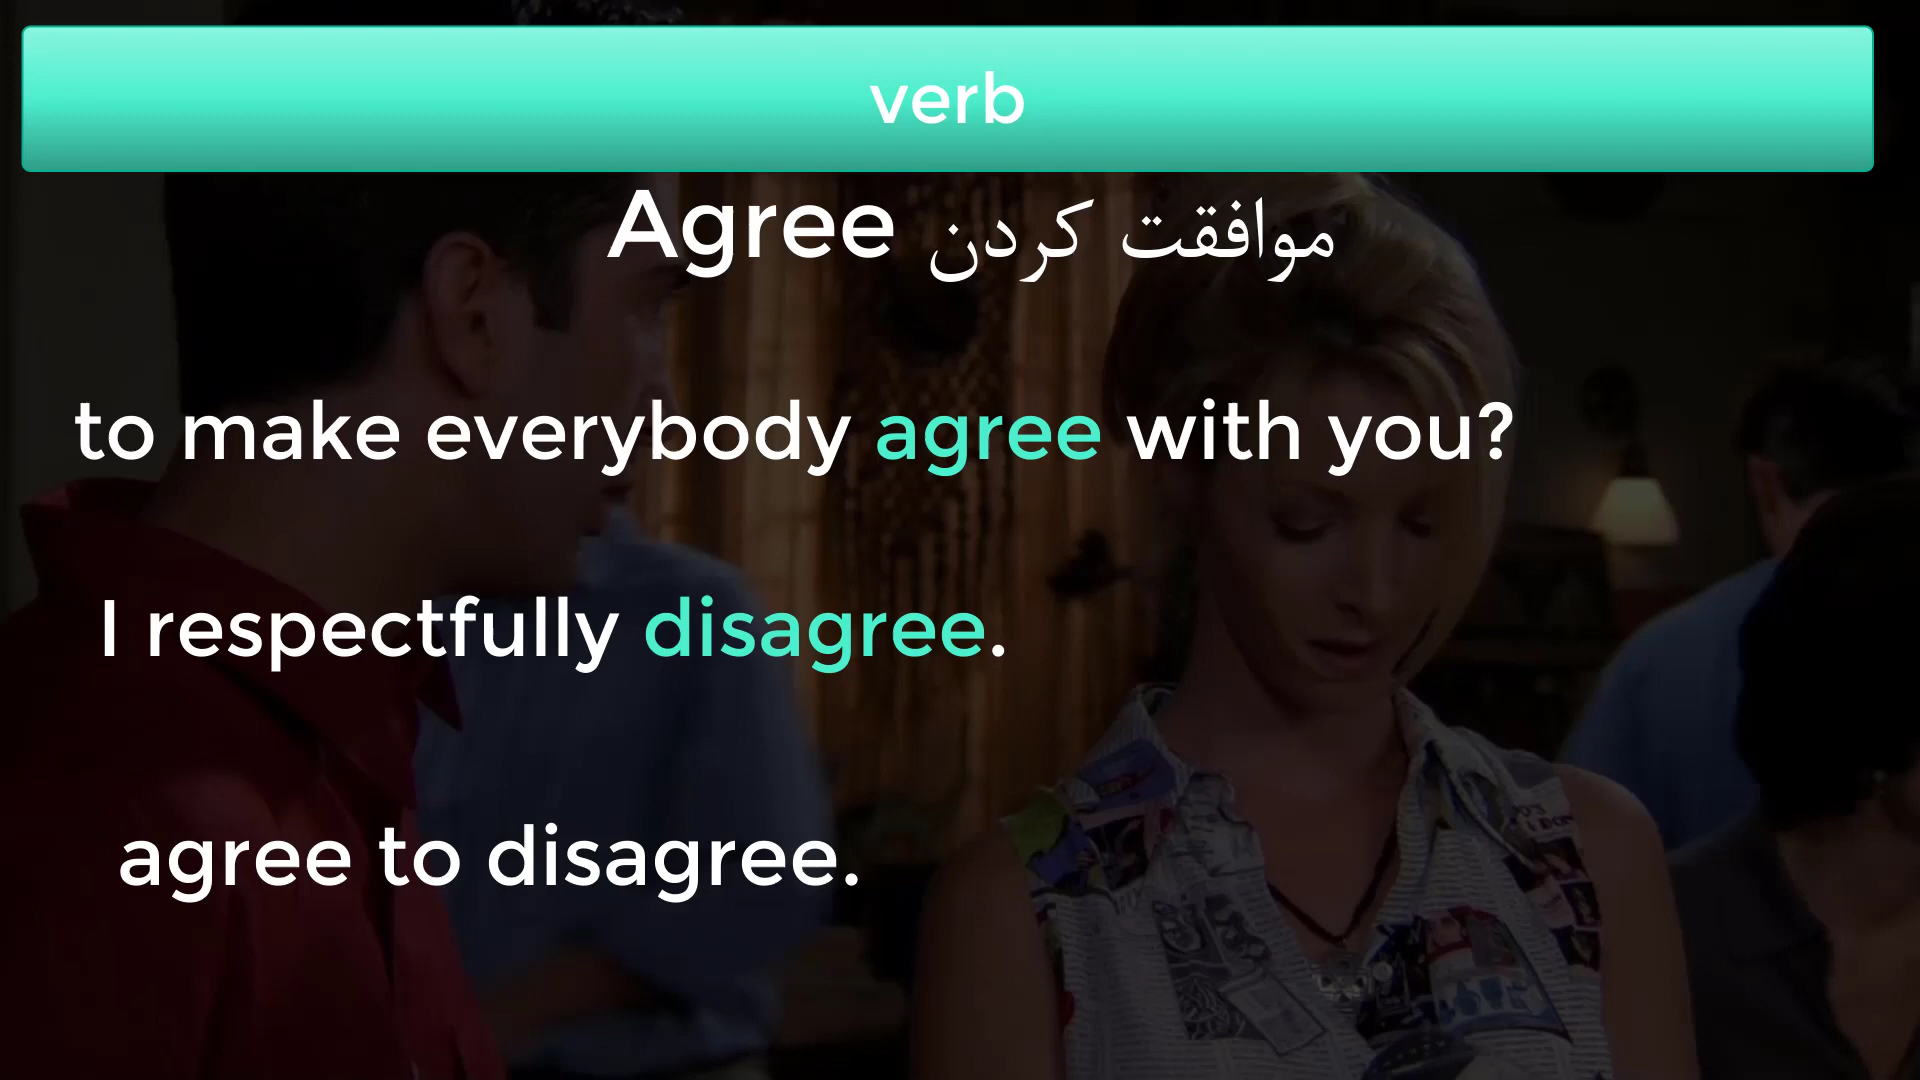 verb
Agree موافقت کردن
to make everybody agree with you?
I respectfully disagree.
agree to disagree.